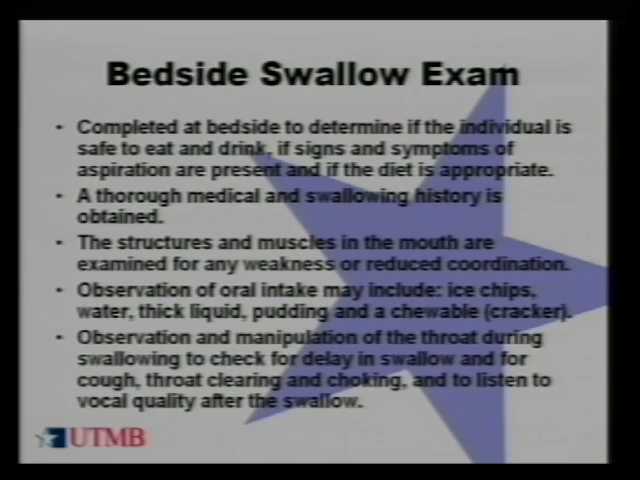 Bedside Swallow Exam
• Completed at bedside to determine if the individual is
safe to eat and drink, if signs and symptoms of
aspiration are present and if the diet is appropriate.
• A thorough medical and swallowing history is
obtained.
• The structures and muscles in the mouth are
examined for any weakness or reduced coordination.
• Observation of oral intake may include: ice chips,
water, thick liquid, pudding and a chewable (cracker).
• Observation and manipulation of the throat during
swallowing to check for delay in swallow and for
cough, throat clearing and choking, and to listen to
vocal quality after the swallow.
UTMB